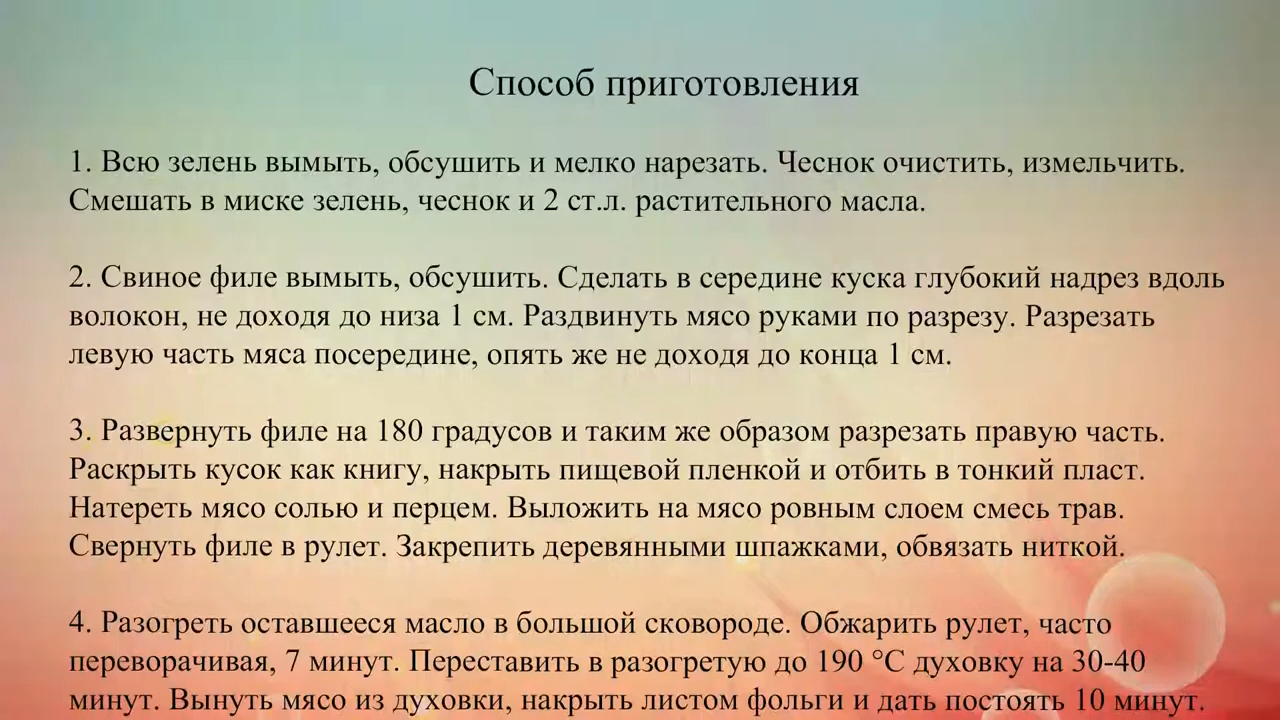 Способ приготовления
1. Всю зелень вымыть, обсушить и мелко нарезать. Чеснок очистить, измельчить.
Смешать в миске зелень, чеснок и 2 ст.л. растительного масла.
2. Свиное филе вымыть, обсушить. Сделать в середине куска глубокий надрез вдоль
волокон, не доходя до низа 1 см. Раздвинуть мясо руками по разрезу. Разрезать
левую часть мяса посередине, опять же не доходя до конца 1 см.
3. Развернуть филе на 180 градусов и таким же образом разрезать правую часть.
Раскрыть кусок как книгу, накрыть пищевой пленкой и отбить в тонкий пласт.
Натереть мясо солью и перцем. Выложить на мясо ровным слоем смесь трав.
Свернуть филе в рулет. Закрепить деревянными шпажками, обвязать ниткой.
4. Разогреть оставшееся масло в большой сковороде. Обжарить рулет, часто
переворачивая, 7 минут. Переставить в разогретую до 190 °С духовку на 30-40
минут. Вынуть мясо из духовки, накрыть листом фольги и дать постоять 10 минут.